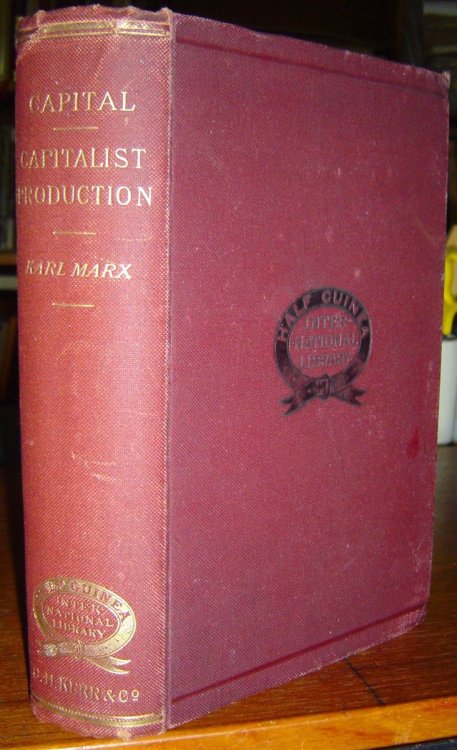 CAPITAL
CAPITALIST
PRODUCTION
KARL MARX
HALF GUINEA
INTER-
NATIONAL
LIBRARY
HALF GUINEA
INTER-
NATIONAL
LIBRARY
C.H. KERR & CO